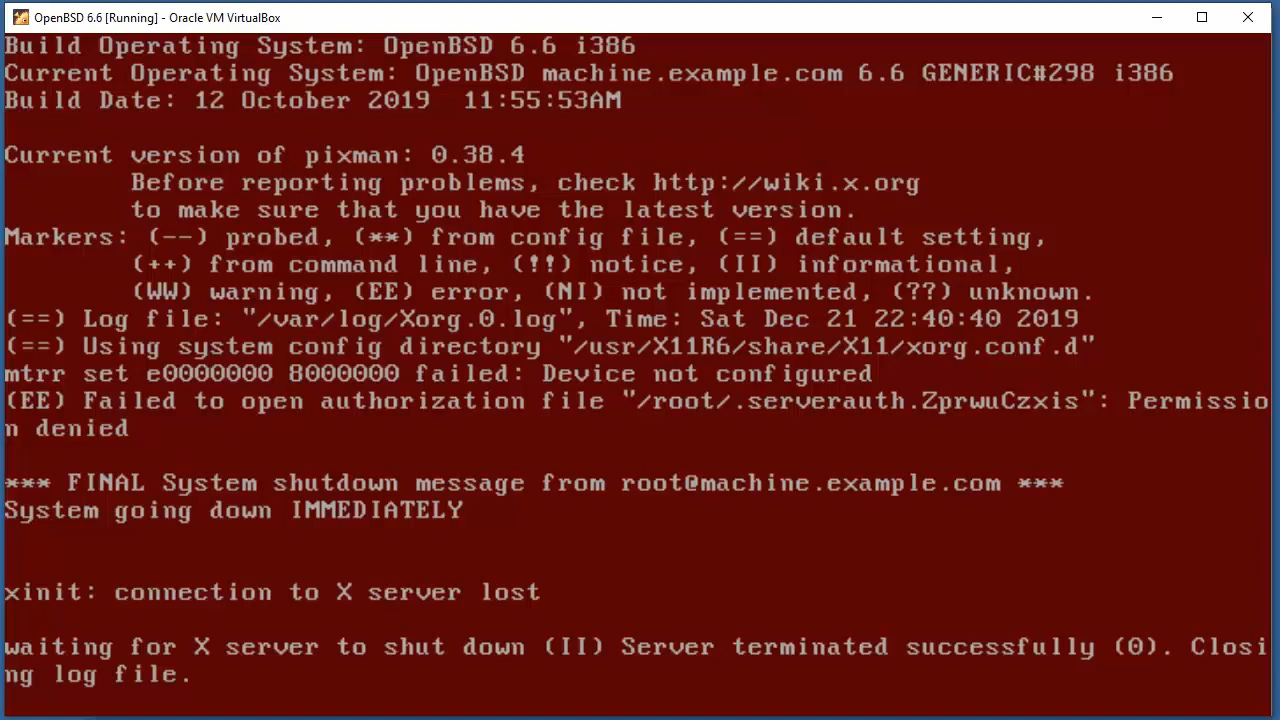 OpenBSD 6.6 [Running] - Oracle VM VirtualBox
Build Operating System: OpenBSD 6.6 i386
Current Operating System: OpenBSD machine.example.com 6.6 GENERIC#298 i386
Build Date: 12 October 2019  11:55:53AM
Current version of pixman: 0.38.4
Before reporting problems, check http://wiki.x.org
to make sure that you have the latest version.
Markers: (--) probed, (**) from config file, (==) default setting,
(++) from command line, (!!) notice, (II) informational,
(WW) warning, (EE) error, (NI) not implemented, (??) unknown.
(==) Log file: "/var/log/Xorg.0.log", Time: Sat Dec 21 22:40:40 2019
(==) Using system config directory "/usr/X11R6/share/X11/xorg.conf.d"
mtrr set e0000000 8000000 failed: Device not configured
(EE) Failed to open authorization file "/root/.serverauth.ZprwuCzxis": Permissio
n denied
*** FINAL System shutdown message from root@machine.example.com ***
System going down IMMEDIATELY
xinit: connection to X server lost
waiting for X server to shut down (II) Server terminated successfully (0). Closi
ng log file.